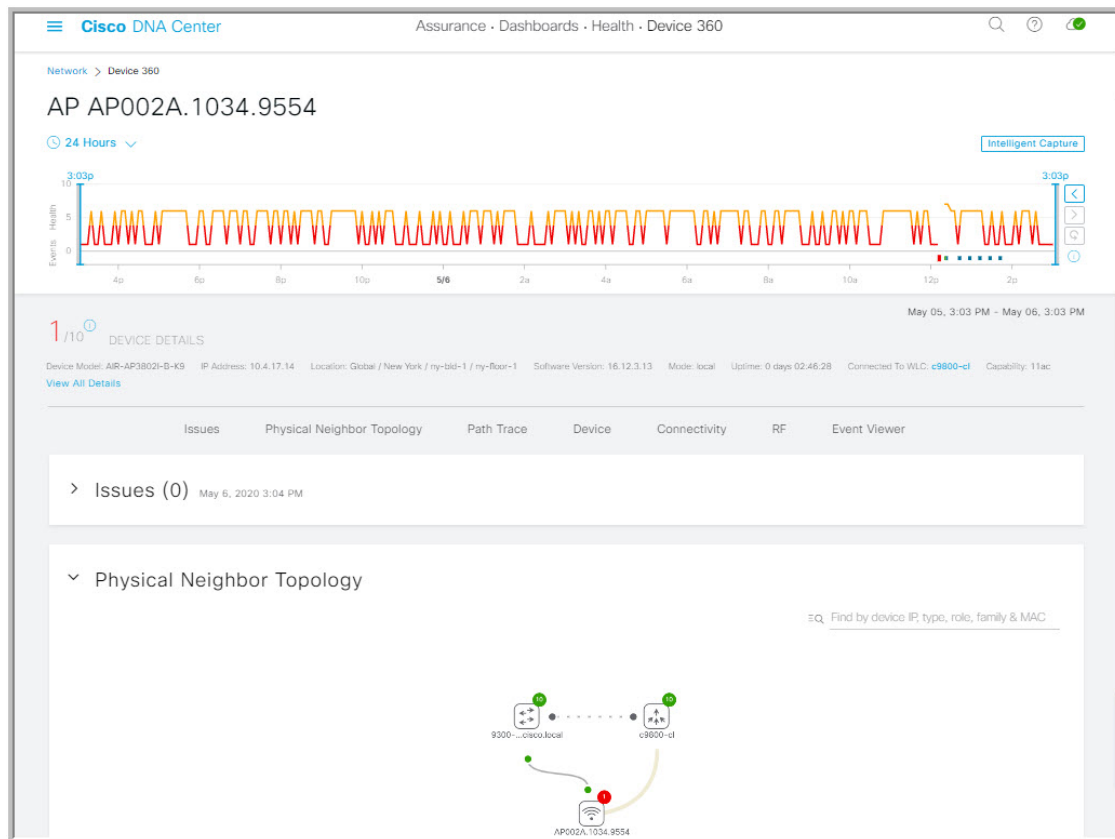 Cisco DNA Center
Assurance · Dashboards · Health · Device 360
Network > Device 360
AP AP002A.1034.9554
24 Hours
Intelligent Capture
3:03p 3:03p
10
5
0
Health
Events
4p 6p 8p 10p 5/6 2a 4a 6a 8a 10a 12p 2p
May 05, 3:03 PM - May 06, 3:03 PM
1/10 DEVICE DETAILS
Device Model: AIR-AP3802I-B-K9 IP Address: 10.4.17.14 Location: Global / New York / ny-bld-1 / ny-floor-1 Software Version: 16.12.3.13 Mode: local Uptime: 0 days 02:46:28 Connected To WLC: c9800-cl Capability: 11ac
View All Details
Issues Physical Neighbor Topology Path Trace Device Connectivity RF Event Viewer
Issues (0) May 6, 2020 3:04 PM
Physical Neighbor Topology
Find by device IP, type, role, family & MAC
10 10
9300-...cisco.local c9800-cl
1
AP002A.1034.9554